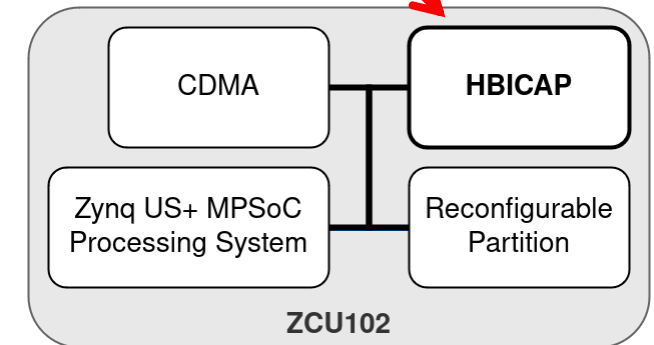 CDMA
HBICAP
Zynq US+ MPSoC
Processing System
Reconfigurable
Partition
ZCU102